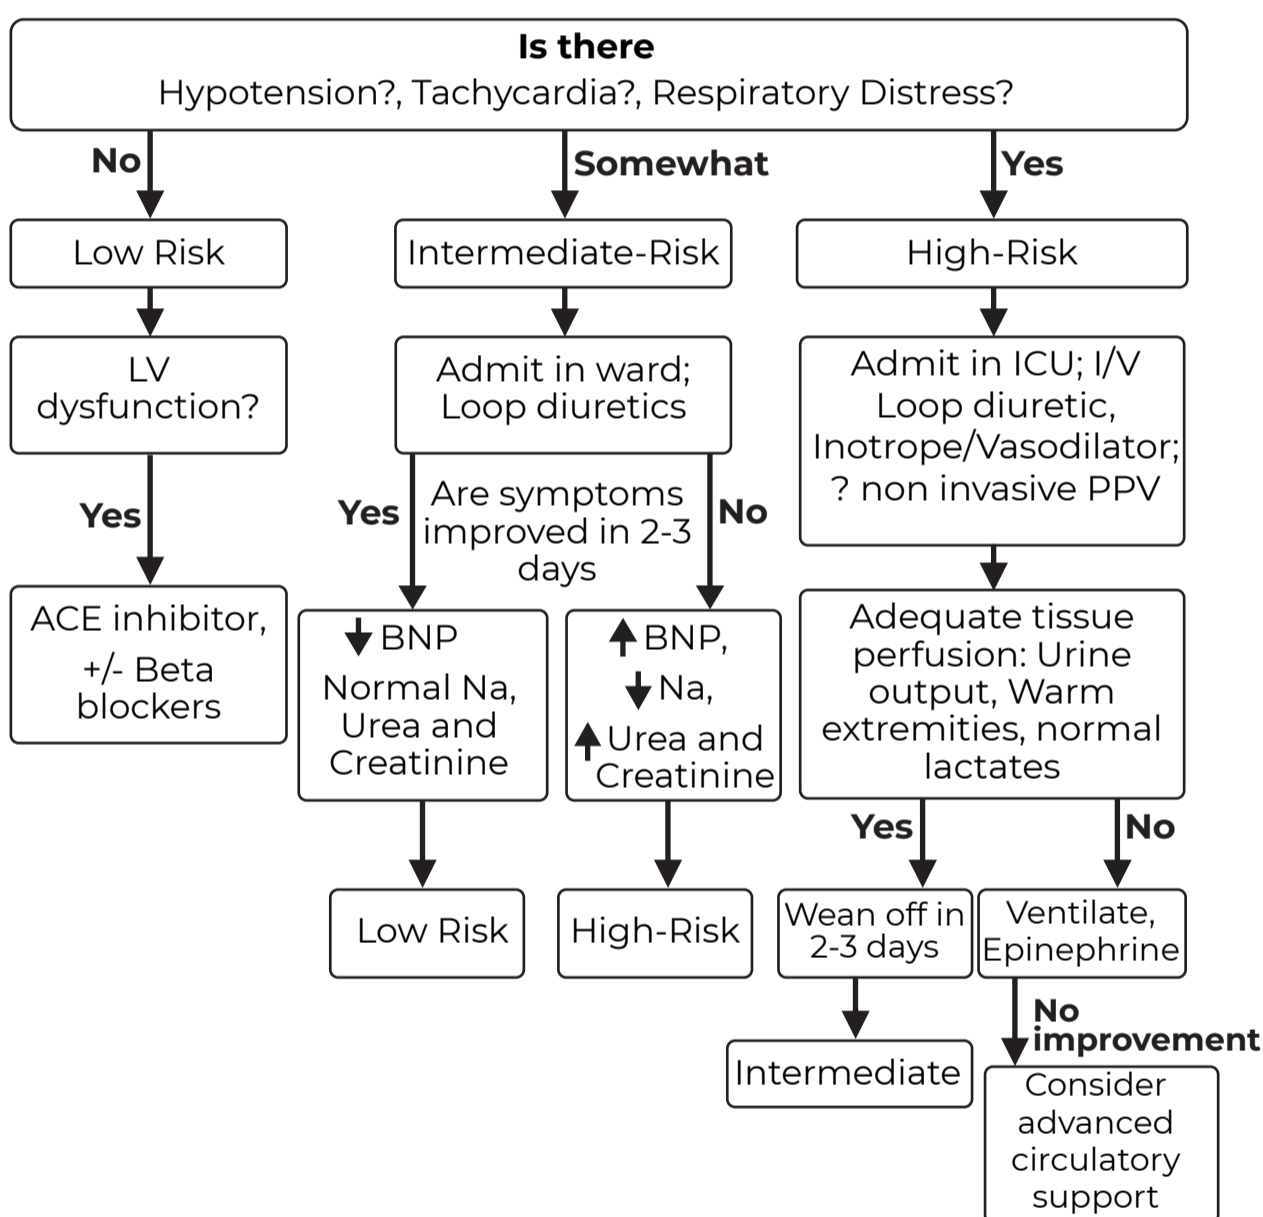 Is there
Hypotension?, Tachycardia?, Respiratory Distress?
No
Somewhat
Yes
Low Risk
Intermediate-Risk
High-Risk
LV
dysfunction?
Admit in ward;
Loop diuretics
Admit in ICU; I/V
Loop diuretic,
Inotrope/Vasodilator;
? non invasive PPV
Yes
Yes
Are symptoms
improved in 2-3
days
No
ACE inhibitor,
+/- Beta
blockers
BNP
Normal Na,
Urea and
Creatinine
BNP,
Na,
Urea and
Creatinine
Adequate tissue
perfusion: Urine
output, Warm
extremities, normal
lactates
Yes
No
Low Risk
High-Risk
Wean off in
2-3 days
Ventilate,
Epinephrine
No
improvement
Intermediate
Consider
advanced
circulatory
support